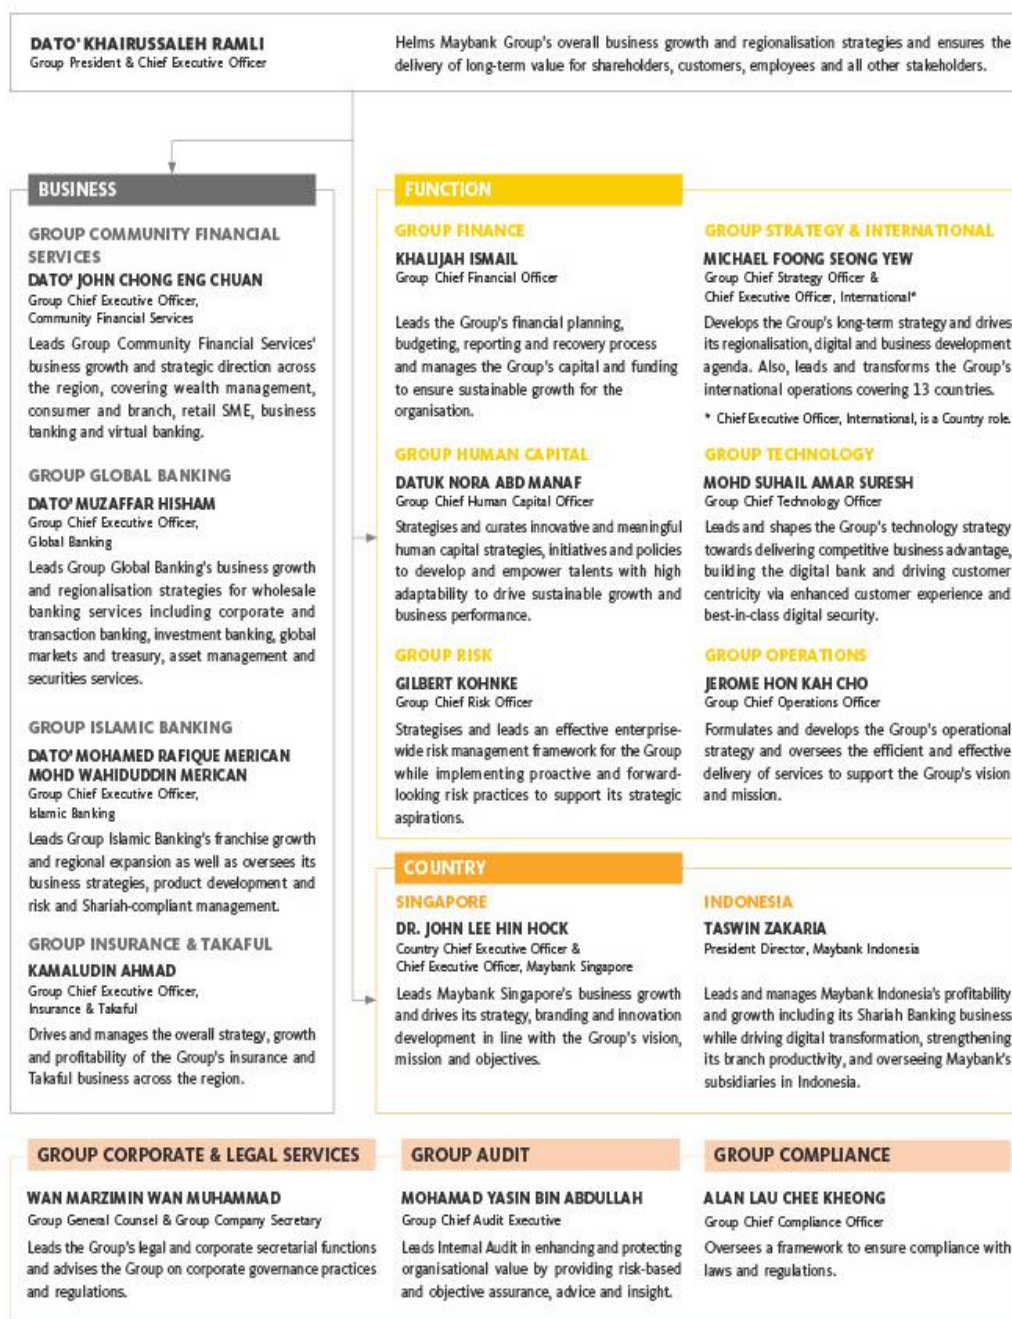 DATO' KHAIRUSSALEH RAMLI
Group President & Chief Executive Officer
Helms Maybank Group's overall business growth and regionalisation strategies and ensures the
delivery of long-term value for shareholders, customers, employees and all other stakeholders.
BUSINESS
GROUP COMMUNITY FINANCIAL
SERVICES
DATO' JOHN CHONG ENG CHUAN
Group Chief Executive Officer,
Community Financial Services
Leads Group Community Financial Services'
business growth and strategic direction across
the region, covering wealth management,
consumer and branch, retail SME, business
banking and virtual banking.
GROUP GLOBAL BANKING
DATO' MUZAFFAR HISHAM
Group Chief Executive Officer,
Global Banking
Leads Group Global Banking's business growth
and regionalisation strategies for wholesale
banking services including corporate and
transaction banking, investment banking, global
markets and treasury, asset management and
securities services.
GROUP ISLAMIC BANKING
DATO' MOHAMED RAFIQUE MERICAN
MOHD WAHIDUDDIN MERICAN
Group Chief Executive Officer,
Islamic Banking
Leads Group Islamic Banking's franchise growth
and regional expansion as well as oversees its
business strategies, product development and
risk and Shariah-compliant management.
GROUP INSURANCE & TAKAFUL
KAMALUDIN AHMAD
Group Chief Executive Officer,
Insurance & Takaful
Drives and manages the overall strategy, growth
and profitability of the Group's insurance and
Takaful business across the region.
FUNCTION
GROUP FINANCE
KHALIJAH ISMAIL
Group Chief Financial Officer
Leads the Group's financial planning,
budgeting, reporting and recovery process
and manages the Group's capital and funding
to ensure sustainable growth for the
organisation.
GROUP STRATEGY & INTERNATIONAL
MICHAEL FOONG SEONG YEW
Group Chief Strategy Officer &
Chief Executive Officer, International*
Develops the Group's long-term strategy and drives
its regionalisation, digital and business development
agenda. Also, leads and transforms the Group's
international operations covering 13 countries.
* Chief Executive Officer, International, is a Country role.
GROUP HUMAN CAPITAL
DATUK NORA ABD MANAF
Group Chief Human Capital Officer
Strategises and curates innovative and meaningful
human capital strategies, initiatives and policies
to develop and empower talents with high
adaptability to drive sustainable growth and
business performance.
GROUP TECHNOLOGY
MOHD SUHAIL AMAR SURESH
Group Chief Technology Officer
Leads and shapes the Group's technology strategy
towards delivering competitive business advantage,
building the digital bank and driving customer
centricity via enhanced customer experience and
best-in-class digital security.
GROUP RISK
GILBERT KOHNKE
Group Chief Risk Officer
Strategises and leads an effective enterprise-
wide risk management framework for the Group
while implementing proactive and forward-
looking risk practices to support its strategic
aspirations.
GROUP OPERATIONS
JEROME HON KAH CHO
Group Chief Operations Officer
Formulates and develops the Group's operational
strategy and oversees the efficient and effective
delivery of services to support the Group's vision
and mission.
COUNTRY
SINGAPORE
DR. JOHN LEE HIN HOCK
Country Chief Executive Officer &
Chief Executive Officer, Maybank Singapore
Leads Maybank Singapore's business growth
and drives its strategy, branding and innovation
development in line with the Group's vision,
mission and objectives.
INDONESIA
TASWIN ZAKARIA
President Director, Maybank Indonesia
Leads and manages Maybank Indonesia's profitability
and growth including its Shariah Banking business
while driving digital transformation, strengthening
its branch productivity, and overseeing Maybank's
subsidiaries in Indonesia.
GROUP CORPORATE & LEGAL SERVICES
WAN MARZIMIN WAN MUHAMMAD
Group General Counsel & Group Company Secretary
Leads the Group's legal and corporate secretarial functions
and advises the Group on corporate governance practices
and regulations.
GROUP AUDIT
MOHAMAD YASIN BIN ABDULLAH
Group Chief Audit Executive
Leads Internal Audit in enhancing and protecting
organisational value by providing risk-based
and objective assurance, advice and insight.
GROUP COMPLIANCE
ALAN LAU CHEE KHEONG
Group Chief Compliance Officer
Oversees a framework to ensure compliance with
laws and regulations.